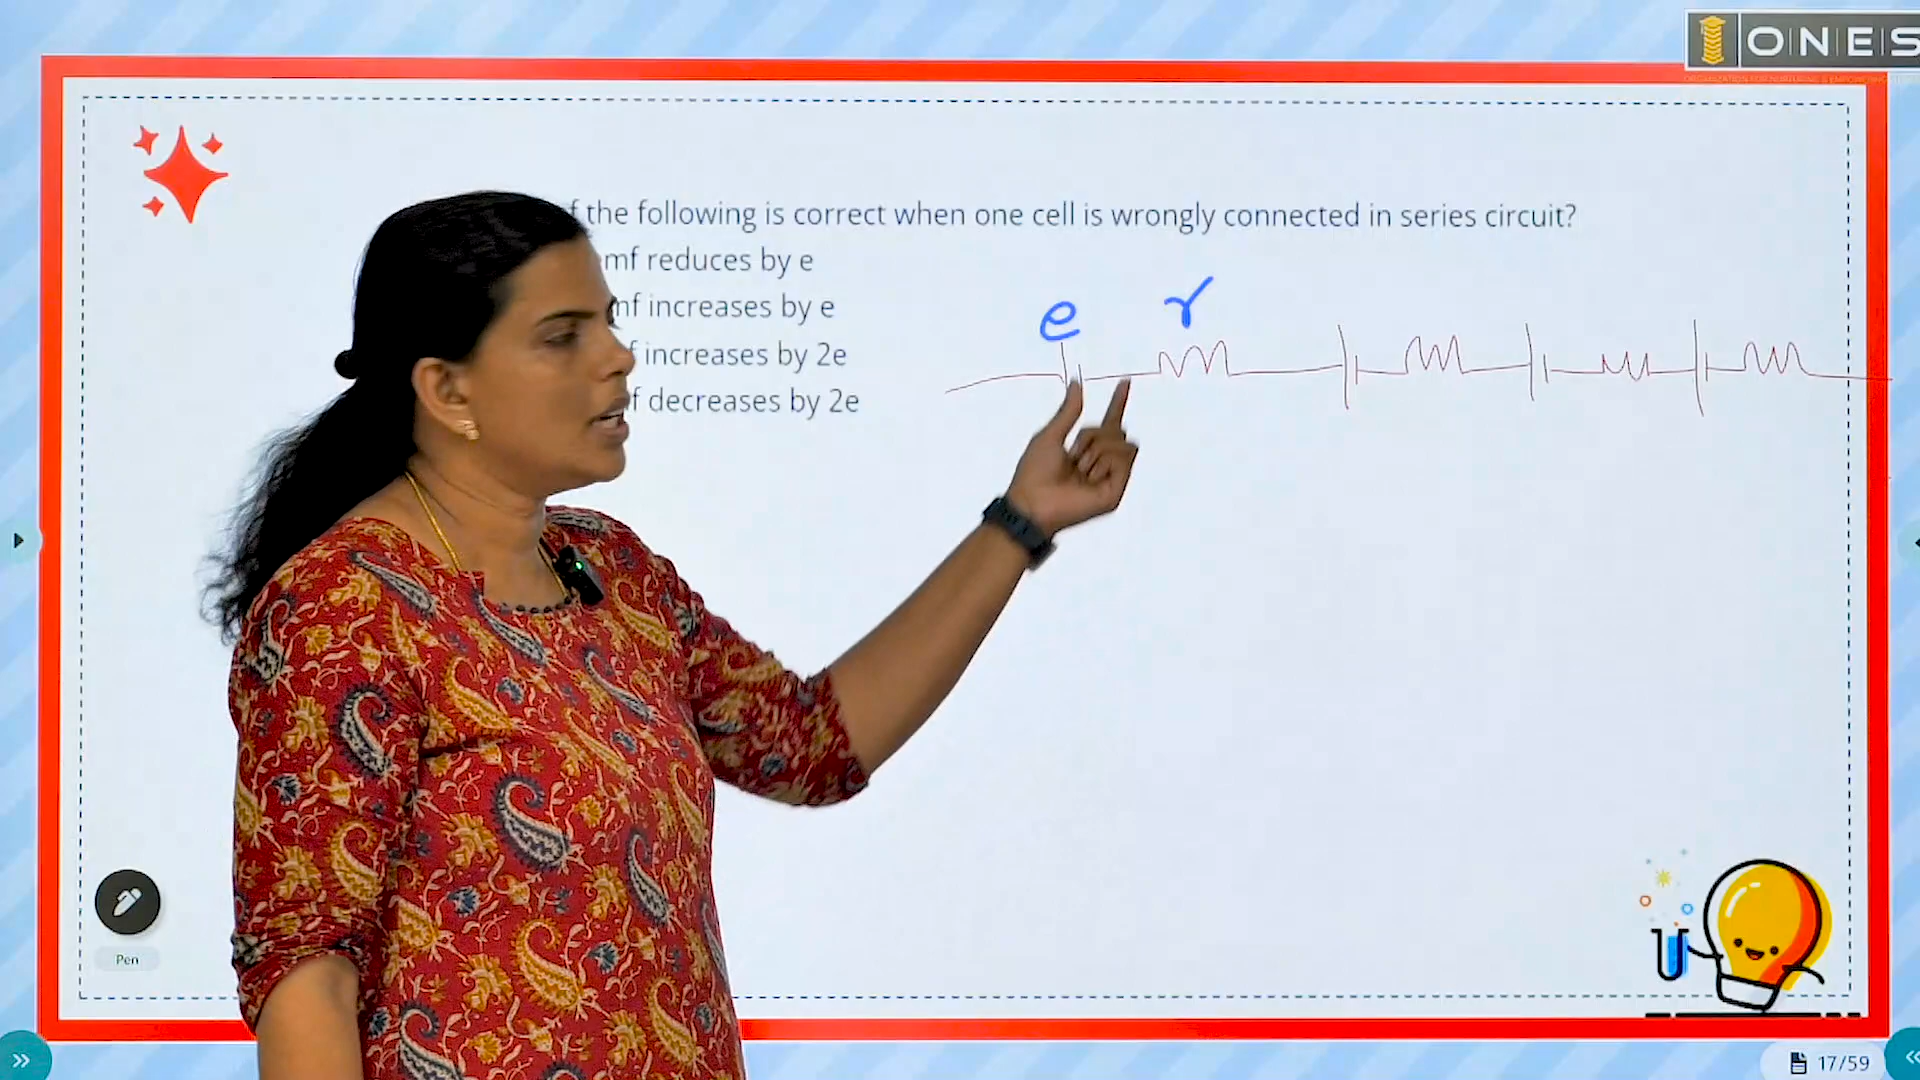 ONES
the following is correct when one cell is wrongly connected in series circuit?
mf reduces by e
increases by e
increases by 2e
decreases by 2e
e r
Pen
17/59